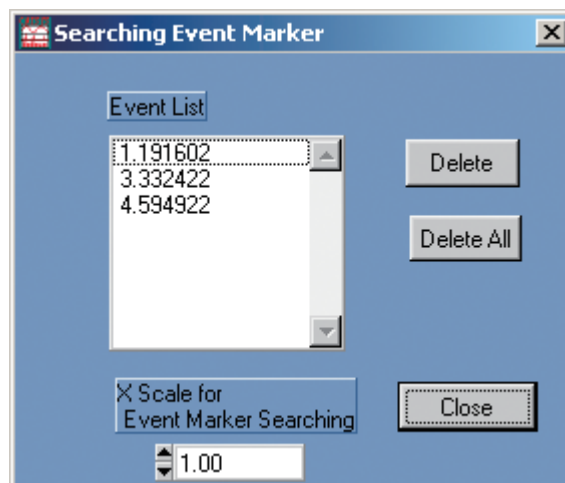 Searching Event Marker
Event List
1.191602
3.332422
4.594922
Delete
Delete All
X Scale for
Event Marker Searching
1.00
Close